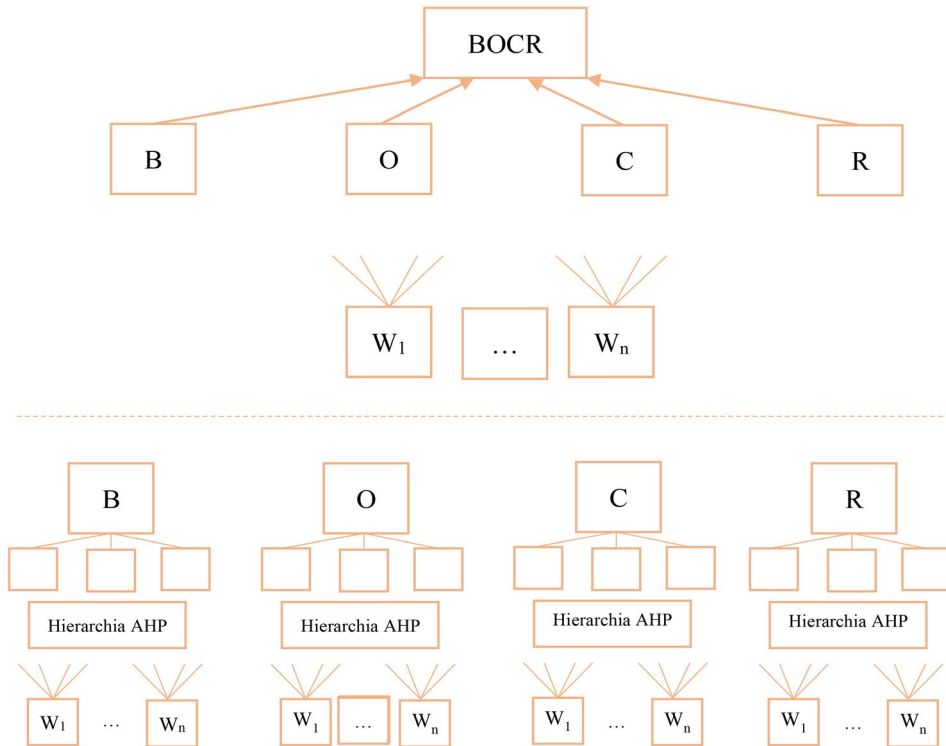 BOCR
B O C R
W₁ … Wₙ
B O C R
Hierarchia AHP Hierarchia AHP Hierarchia AHP Hierarchia AHP
W₁ … Wₙ W₁ … Wₙ W₁ … Wₙ W₁ … Wₙ